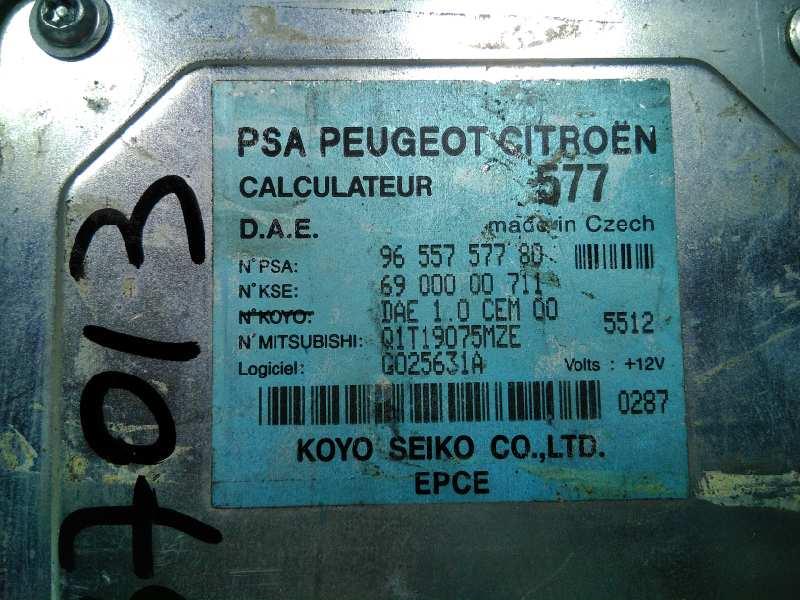 PSA PEUGEOT CITROËN
CALCULATEUR 577
D.A.E. made in Czech
N°PSA: 96 557 577 80
N°KSE: 69 000 00 711
N°KOYO: DAE 1.0 CEM 00
5512
N°MITSUBISHI: Q1T19075MZE
Logiciel: G025631A Volts : +12V
0287
KOYO SEIKO CO.,LTD.
EPCE
7013